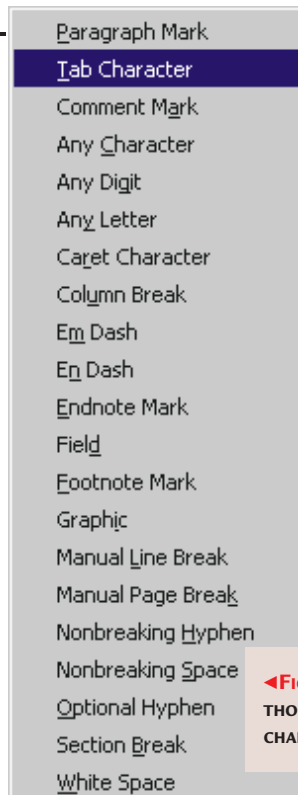 Paragraph Mark
Tab Character
Comment Mark
Any Character
Any Digit
Any Letter
Caret Character
Column Break
Em Dash
En Dash
Endnote Mark
Field
Footnote Mark
Graphic
Manual Line Break
Manual Page Break
Nonbreaking Hyphen
Nonbreaking Space
Optional Hyphen
Section Break
White Space